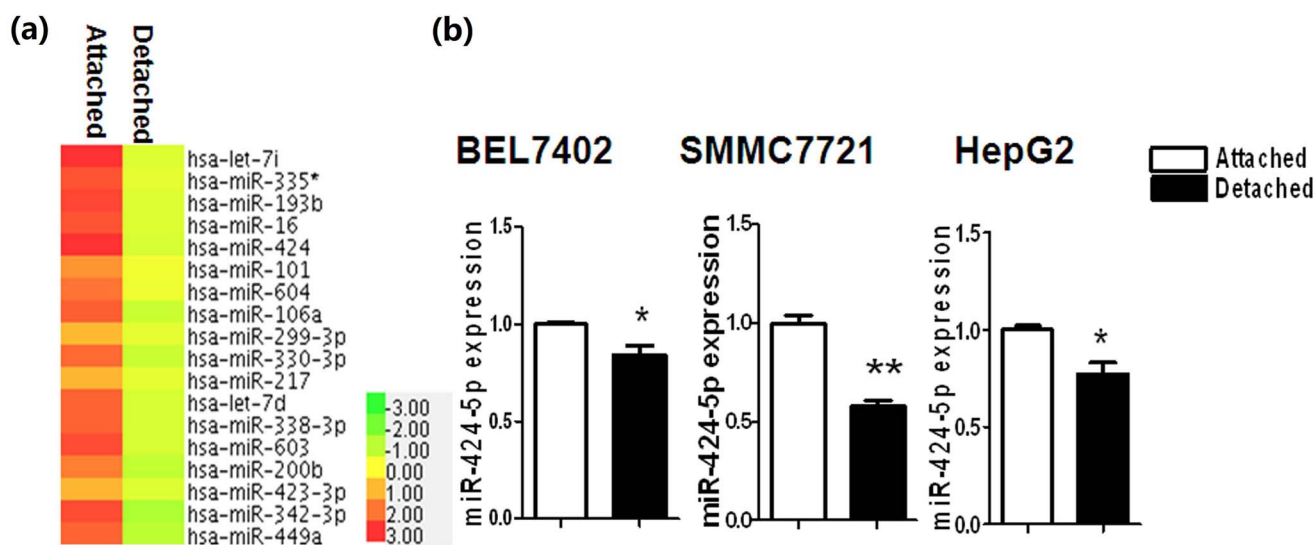 (a)
Attached
Detached
hsa-let-7i
hsa-miR-335*
hsa-miR-193b
hsa-miR-16
hsa-miR-424
hsa-miR-101
hsa-miR-604
hsa-miR-106a
hsa-miR-299-3p
hsa-miR-330-3p
hsa-miR-217
hsa-let-7d
hsa-miR-338-3p
hsa-miR-603
hsa-miR-200b
hsa-miR-423-3p
hsa-miR-342-3p
hsa-miR-449a
-3.00
-2.00
-1.00
0.00
1.00
2.00
3.00
(b)
BEL7402
miR-424-5p expression
1.5
1.0
0.5
0.0
*
SMMC7721
miR-424-5p expression
1.5
1.0
0.5
0.0
**
HepG2
miR-424-5p expression
1.5
1.0
0.5
0.0
*
Attached
Detached